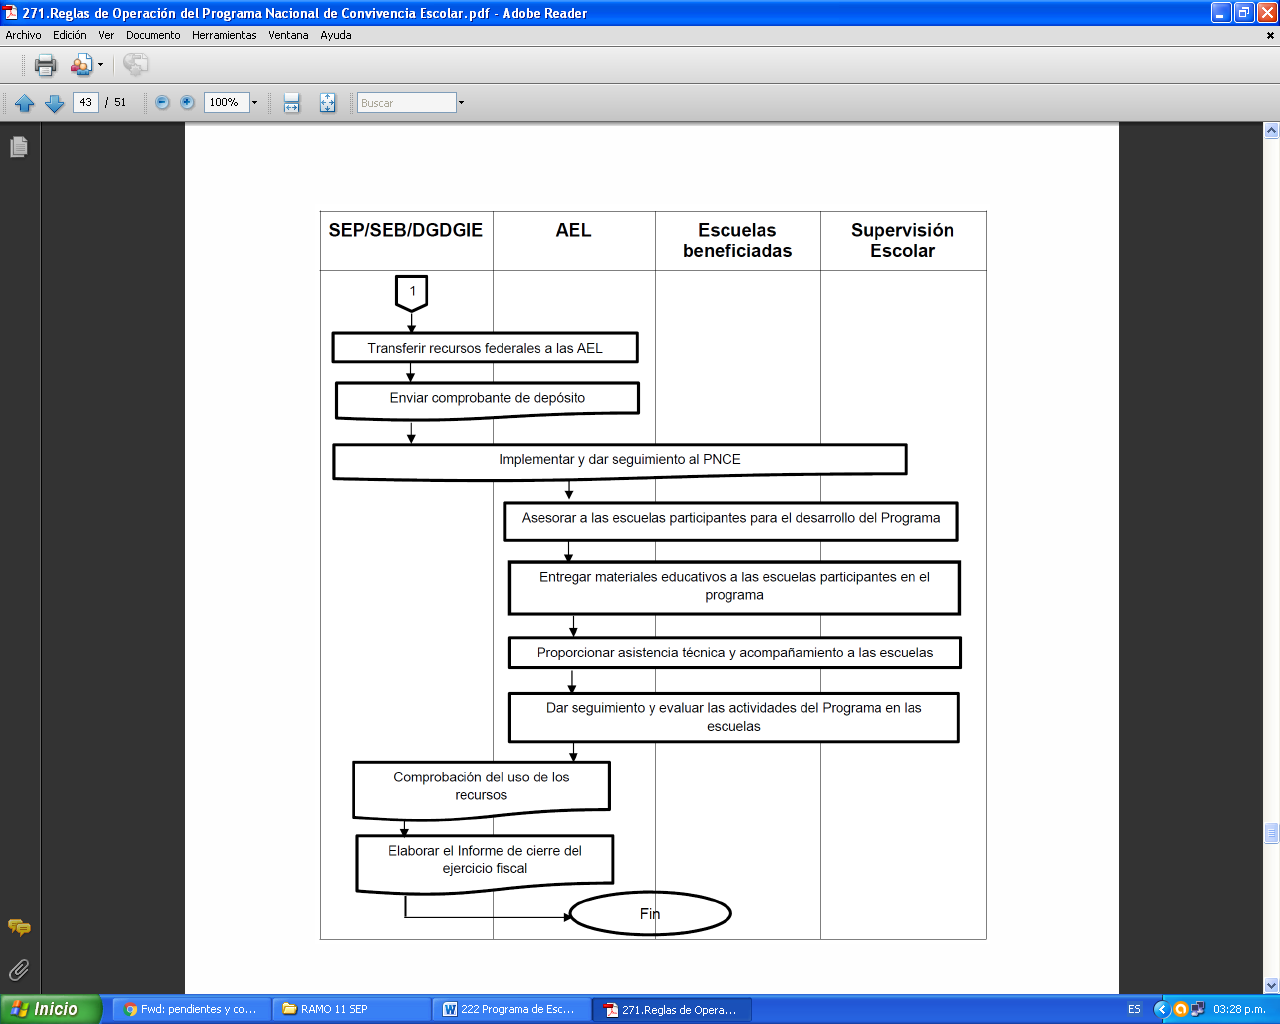 271.Reglas de Operación del Programa Nacional de Convivencia Escolar.pdf - Adobe Reader
Archivo Edición Ver Documento Herramientas Ventana Ayuda
43 / 51 100% Buscar
SEP/SEB/DGDGIE AEL Escuelas beneficiadas Supervisión Escolar
1
Transferir recursos federales a las AEL
Enviar comprobante de depósito
Implementar y dar seguimiento al PNCE
Asesorar a las escuelas participantes para el desarrollo del Programa
Entregar materiales educativos a las escuelas participantes en el
programa
Proporcionar asistencia técnica y acompañamiento a las escuelas
Dar seguimiento y evaluar las actividades del Programa en las
escuelas
Comprobación del uso de los
recursos
Elaborar el Informe de cierre del
ejercicio fiscal
Fin
Inicio Fwd: pendientes y co... RAMO 11 SEP 222 Programa de Esc... 271.Reglas de Opera... ES 03:28 p.m.